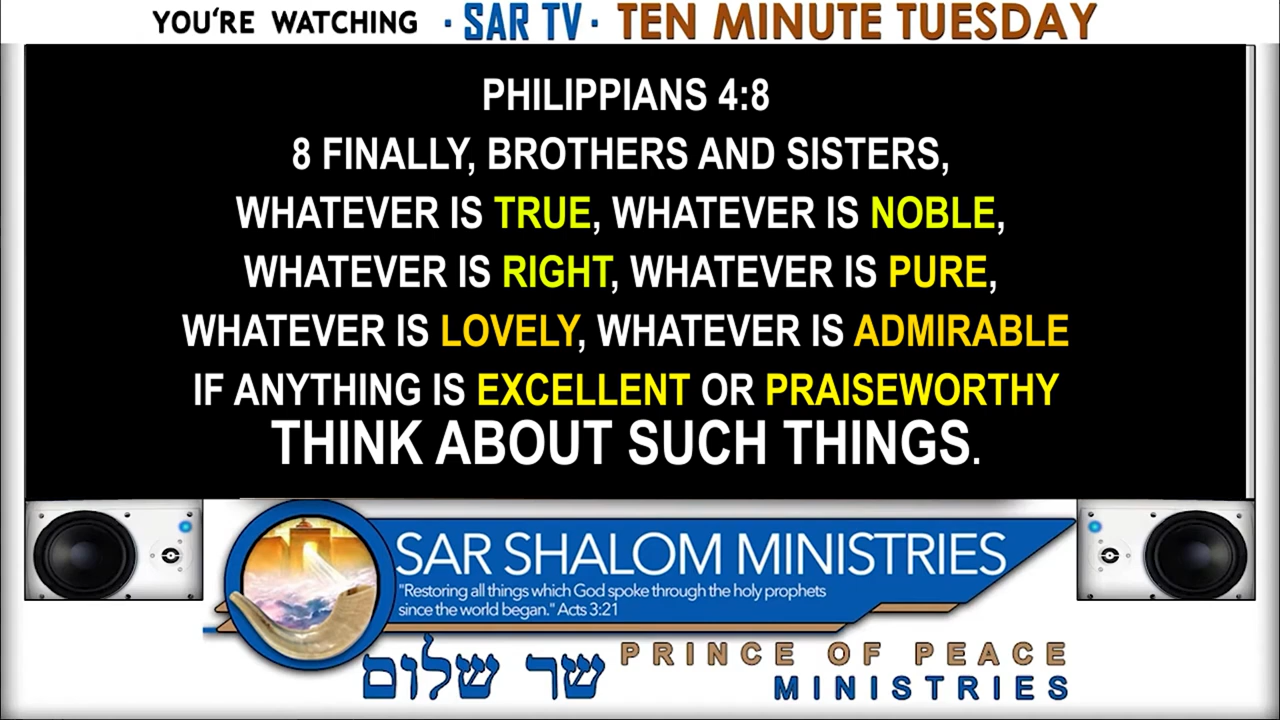 YOU'RE WATCHING · SAR TV · TEN MINUTE TUESDAY
PHILIPPIANS 4:8
8 FINALLY, BROTHERS AND SISTERS,
WHATEVER IS TRUE, WHATEVER IS NOBLE,
WHATEVER IS RIGHT, WHATEVER IS PURE,
WHATEVER IS LOVELY, WHATEVER IS ADMIRABLE
IF ANYTHING IS EXCELLENT OR PRAISEWORTHY
THINK ABOUT SUCH THINGS.
SAR SHALOM MINISTRIES
"Restoring all things which God spoke through the holy prophets
since the world began." Acts 3:21
שר שלום
PRINCE OF PEACE
MINISTRIES